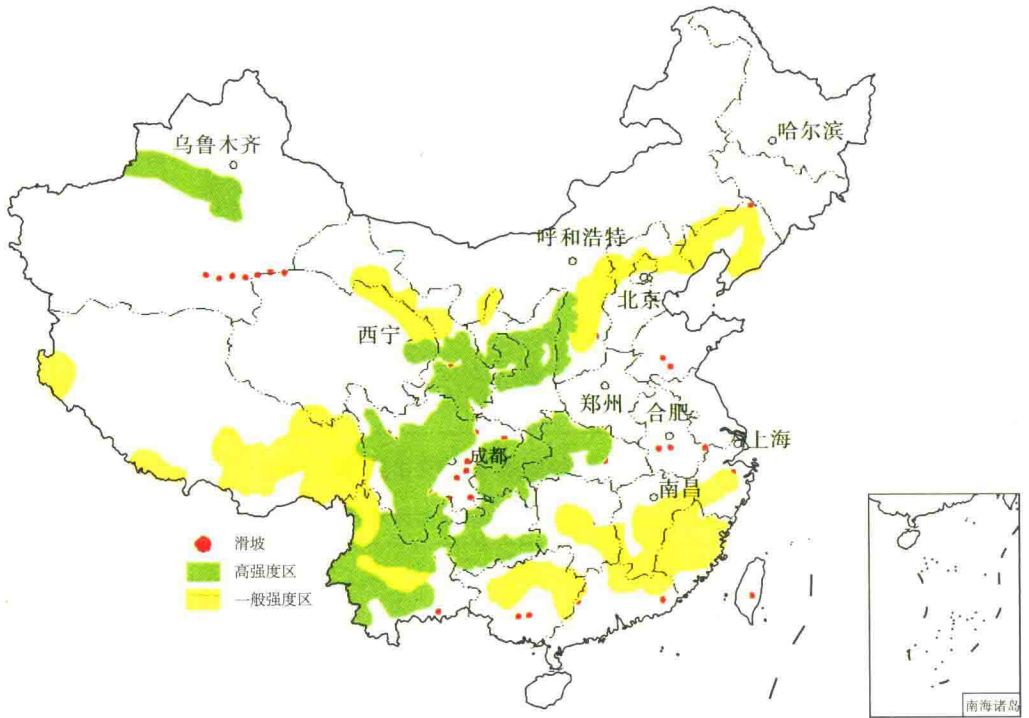 哈尔滨
乌鲁木齐
呼和浩特
北京
西宁
郑州
合肥
上海
成都
南昌
滑坡
高强度区
一般强度区
南海诸岛